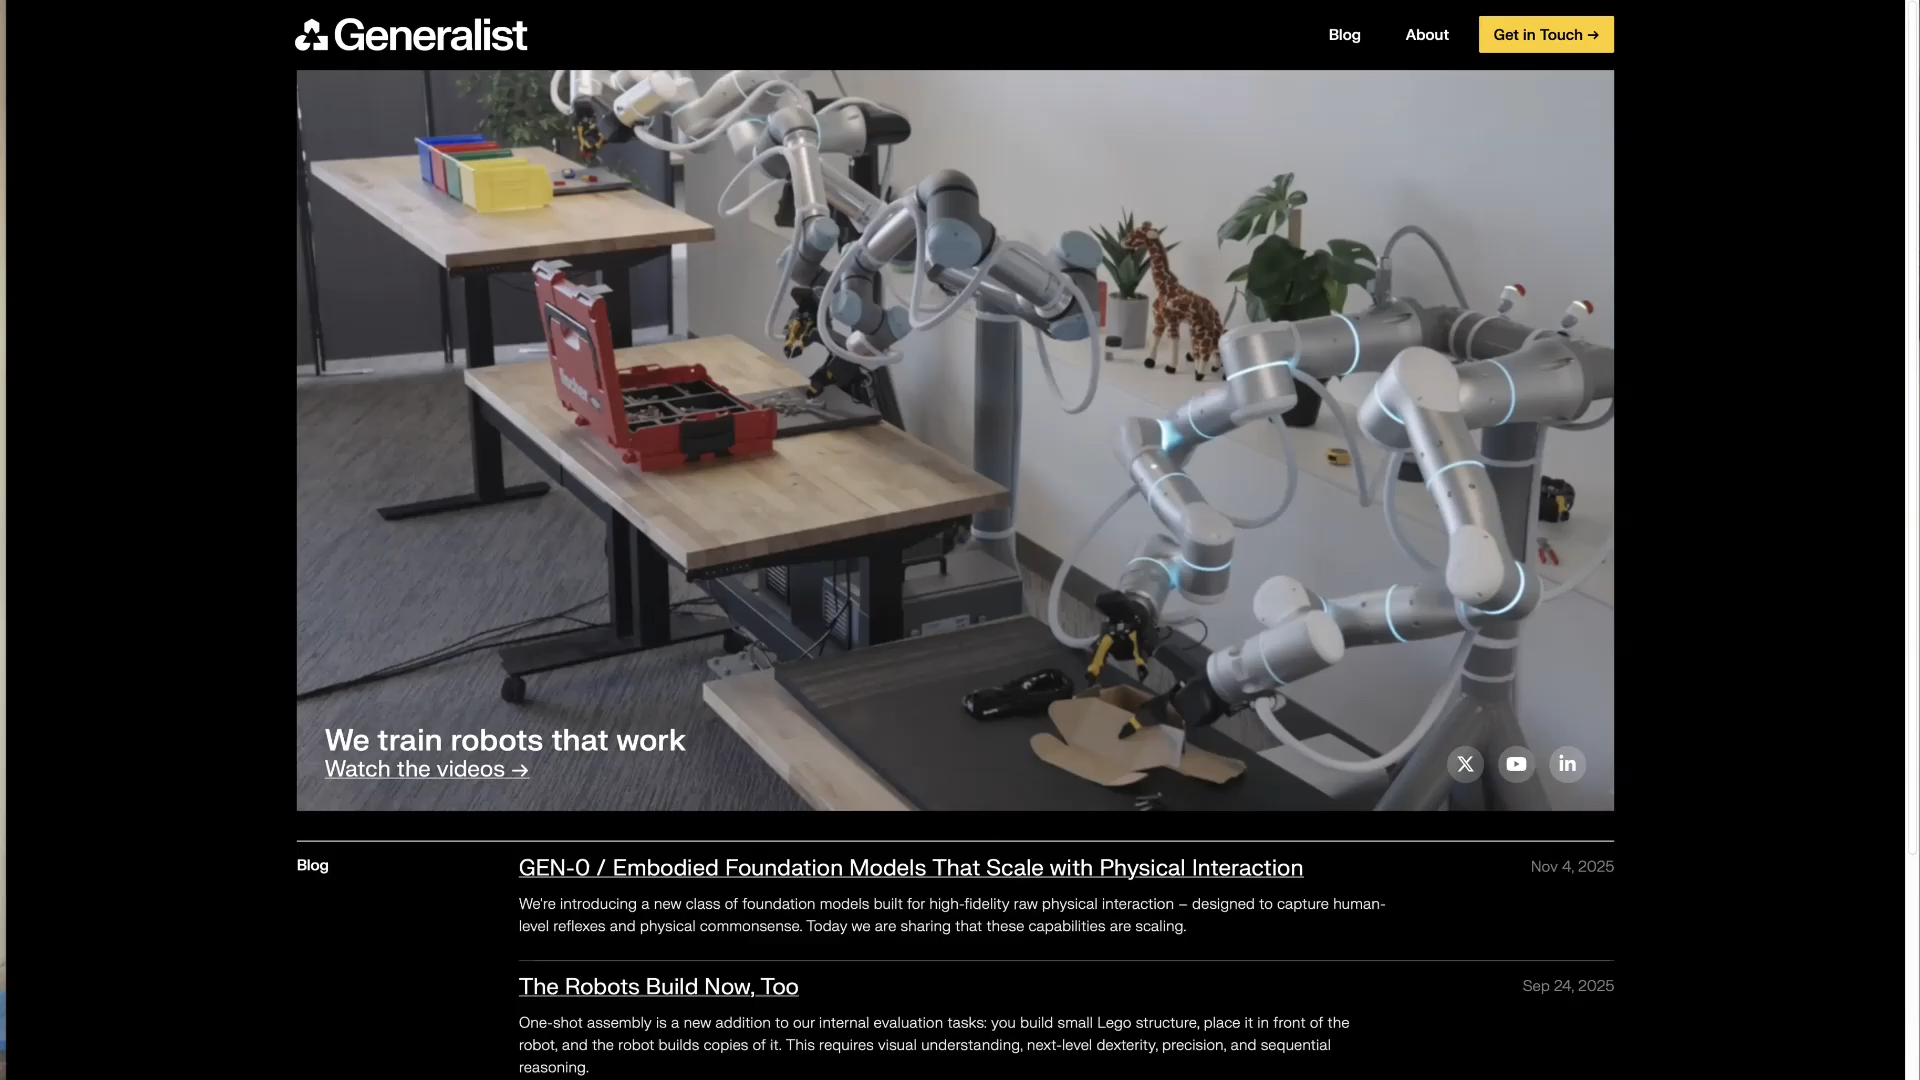 Generalist
Blog
About
Get in Touch →
We train robots that work
Watch the videos →
Blog
GEN-0 / Embodied Foundation Models That Scale with Physical Interaction
Nov 4, 2025
We're introducing a new class of foundation models built for high-fidelity raw physical interaction – designed to capture human-
level reflexes and physical commonsense. Today we are sharing that these capabilities are scaling.
The Robots Build Now, Too
Sep 24, 2025
One-shot assembly is a new addition to our internal evaluation tasks: you build small Lego structure, place it in front of the
robot, and the robot builds copies of it. This requires visual understanding, next-level dexterity, precision, and sequential
reasoning.